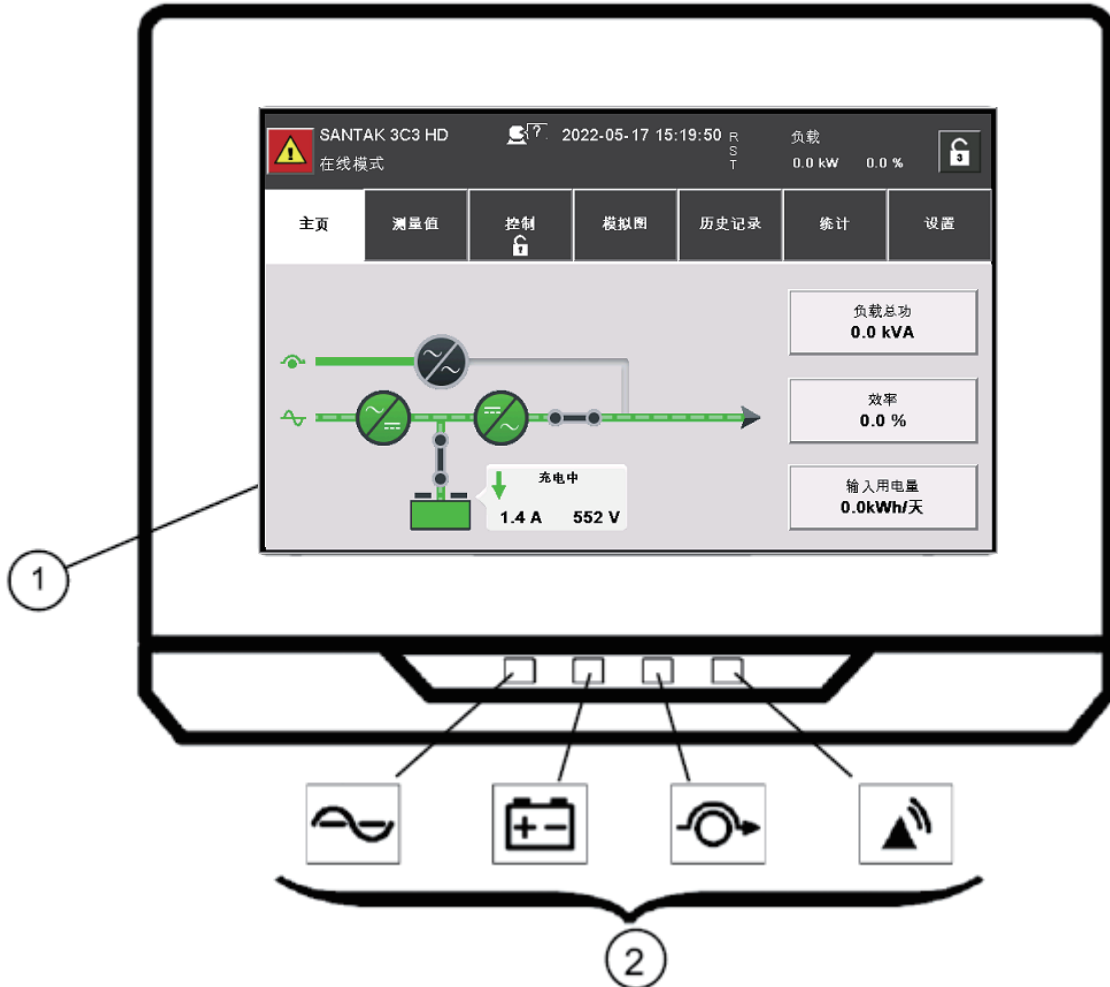 SANTAK 3C3 HD
在线模式
?
2022-05-17 15:19:50
R
S
T
负载
0.0 kW 0.0 %
3
主页 测量值 控制 模拟图 历史记录 统计 设置
1
负载总功
0.0 kVA
效率
0.0 %
充电中
1.4 A 552 V
输入用电量
0.0kWh/天
1
2